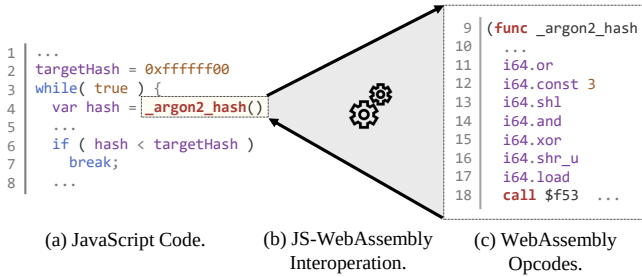 1 ...
2 targetHash = 0xffffff00
3 while( true ) {
4 var hash = _argon2_hash()
5 ...
6 if ( hash < targetHash )
7 break;
8 ...
9 (func _argon2_hash
10 ...
11 i64.or
12 i64.const 3
13 i64.shl
14 i64.and
15 i64.xor
16 i64.shr_u
17 i64.load
18 call $f53 ...
(a) JavaScript Code.
(b) JS-WebAssembly
Interoperation.
(c) WebAssembly
Opcodes.